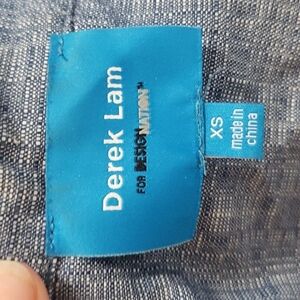 Derek Lam
FOR DESIGNATION™
XS
made in
china